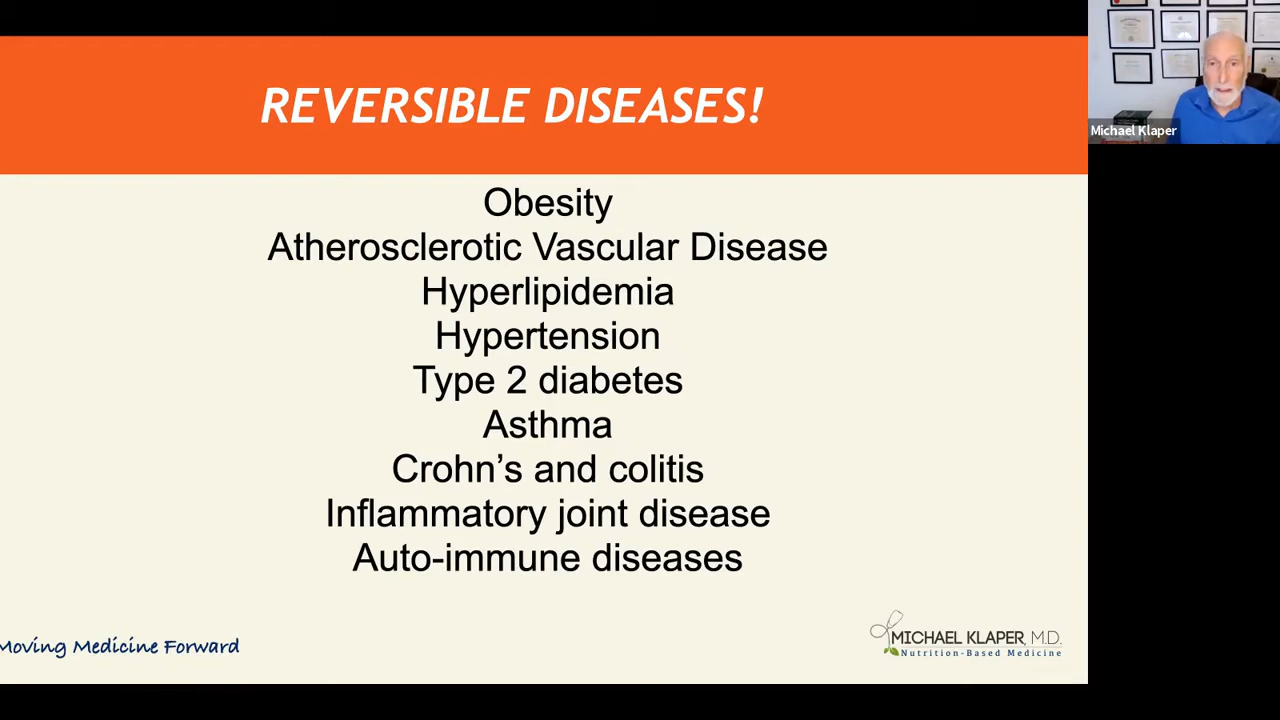 REVERSIBLE DISEASES!
Michael Klaper
Obesity
Atherosclerotic Vascular Disease
Hyperlipidemia
Hypertension
Type 2 diabetes
Asthma
Crohn’s and colitis
Inflammatory joint disease
Auto-immune diseases
Moving Medicine Forward
MICHAEL KLAPER, M.D.
Nutrition-Based Medicine